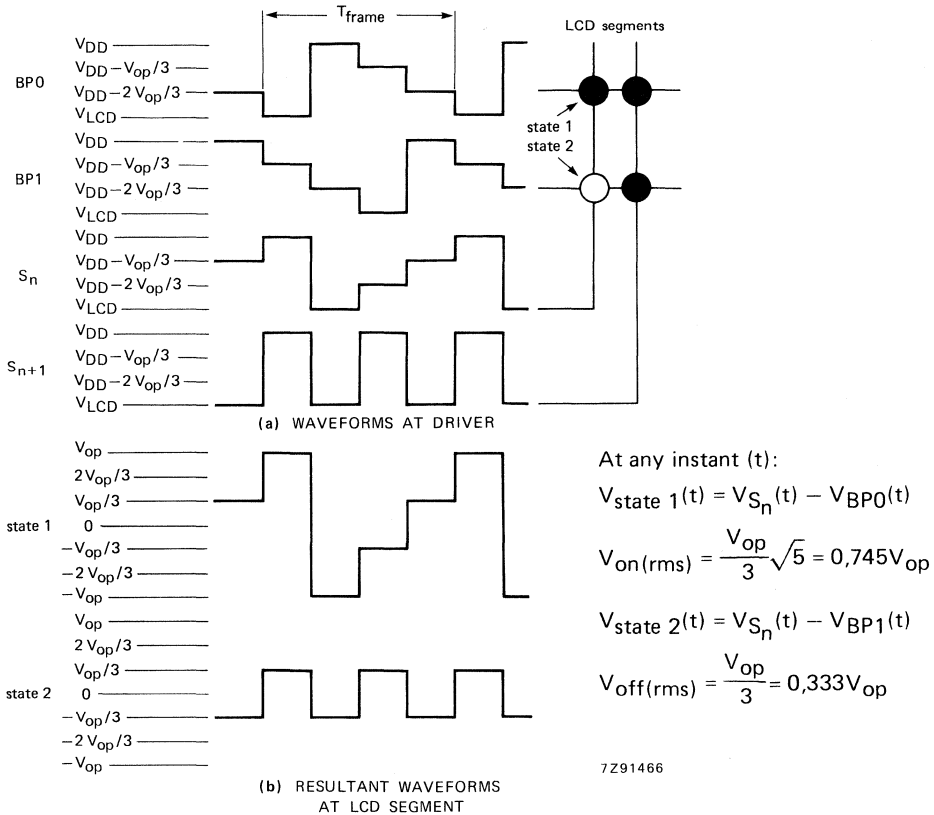 T_frame
LCD segments
BP0
V_DD
V_DD−V_op/3
V_DD−2 V_op/3
V_LCD
state 1
state 2
BP1
V_DD
V_DD−V_op/3
V_DD−2 V_op/3
V_LCD
S_n
V_DD
V_DD−V_op/3
V_DD−2 V_op/3
V_LCD
S_n+1
V_DD
V_DD−V_op/3
V_DD−2 V_op/3
V_LCD
(a) WAVEFORMS AT DRIVER
state 1
V_op
2V_op/3
V_op/3
0
−V_op/3
−2 V_op/3
−V_op
state 2
V_op
2 V_op/3
V_op/3
0
−V_op/3
−2 V_op/3
−V_op
(b) RESULTANT WAVEFORMS
AT LCD SEGMENT
At any instant (t):
V_state 1(t) = V_S_n(t) − V_BP0(t)
V_on(rms) = V_op/3 √5 = 0,745V_op
V_state 2(t) = V_S_n(t) − V_BP1(t)
V_off(rms) = V_op/3 = 0,333V_op
7Z91466